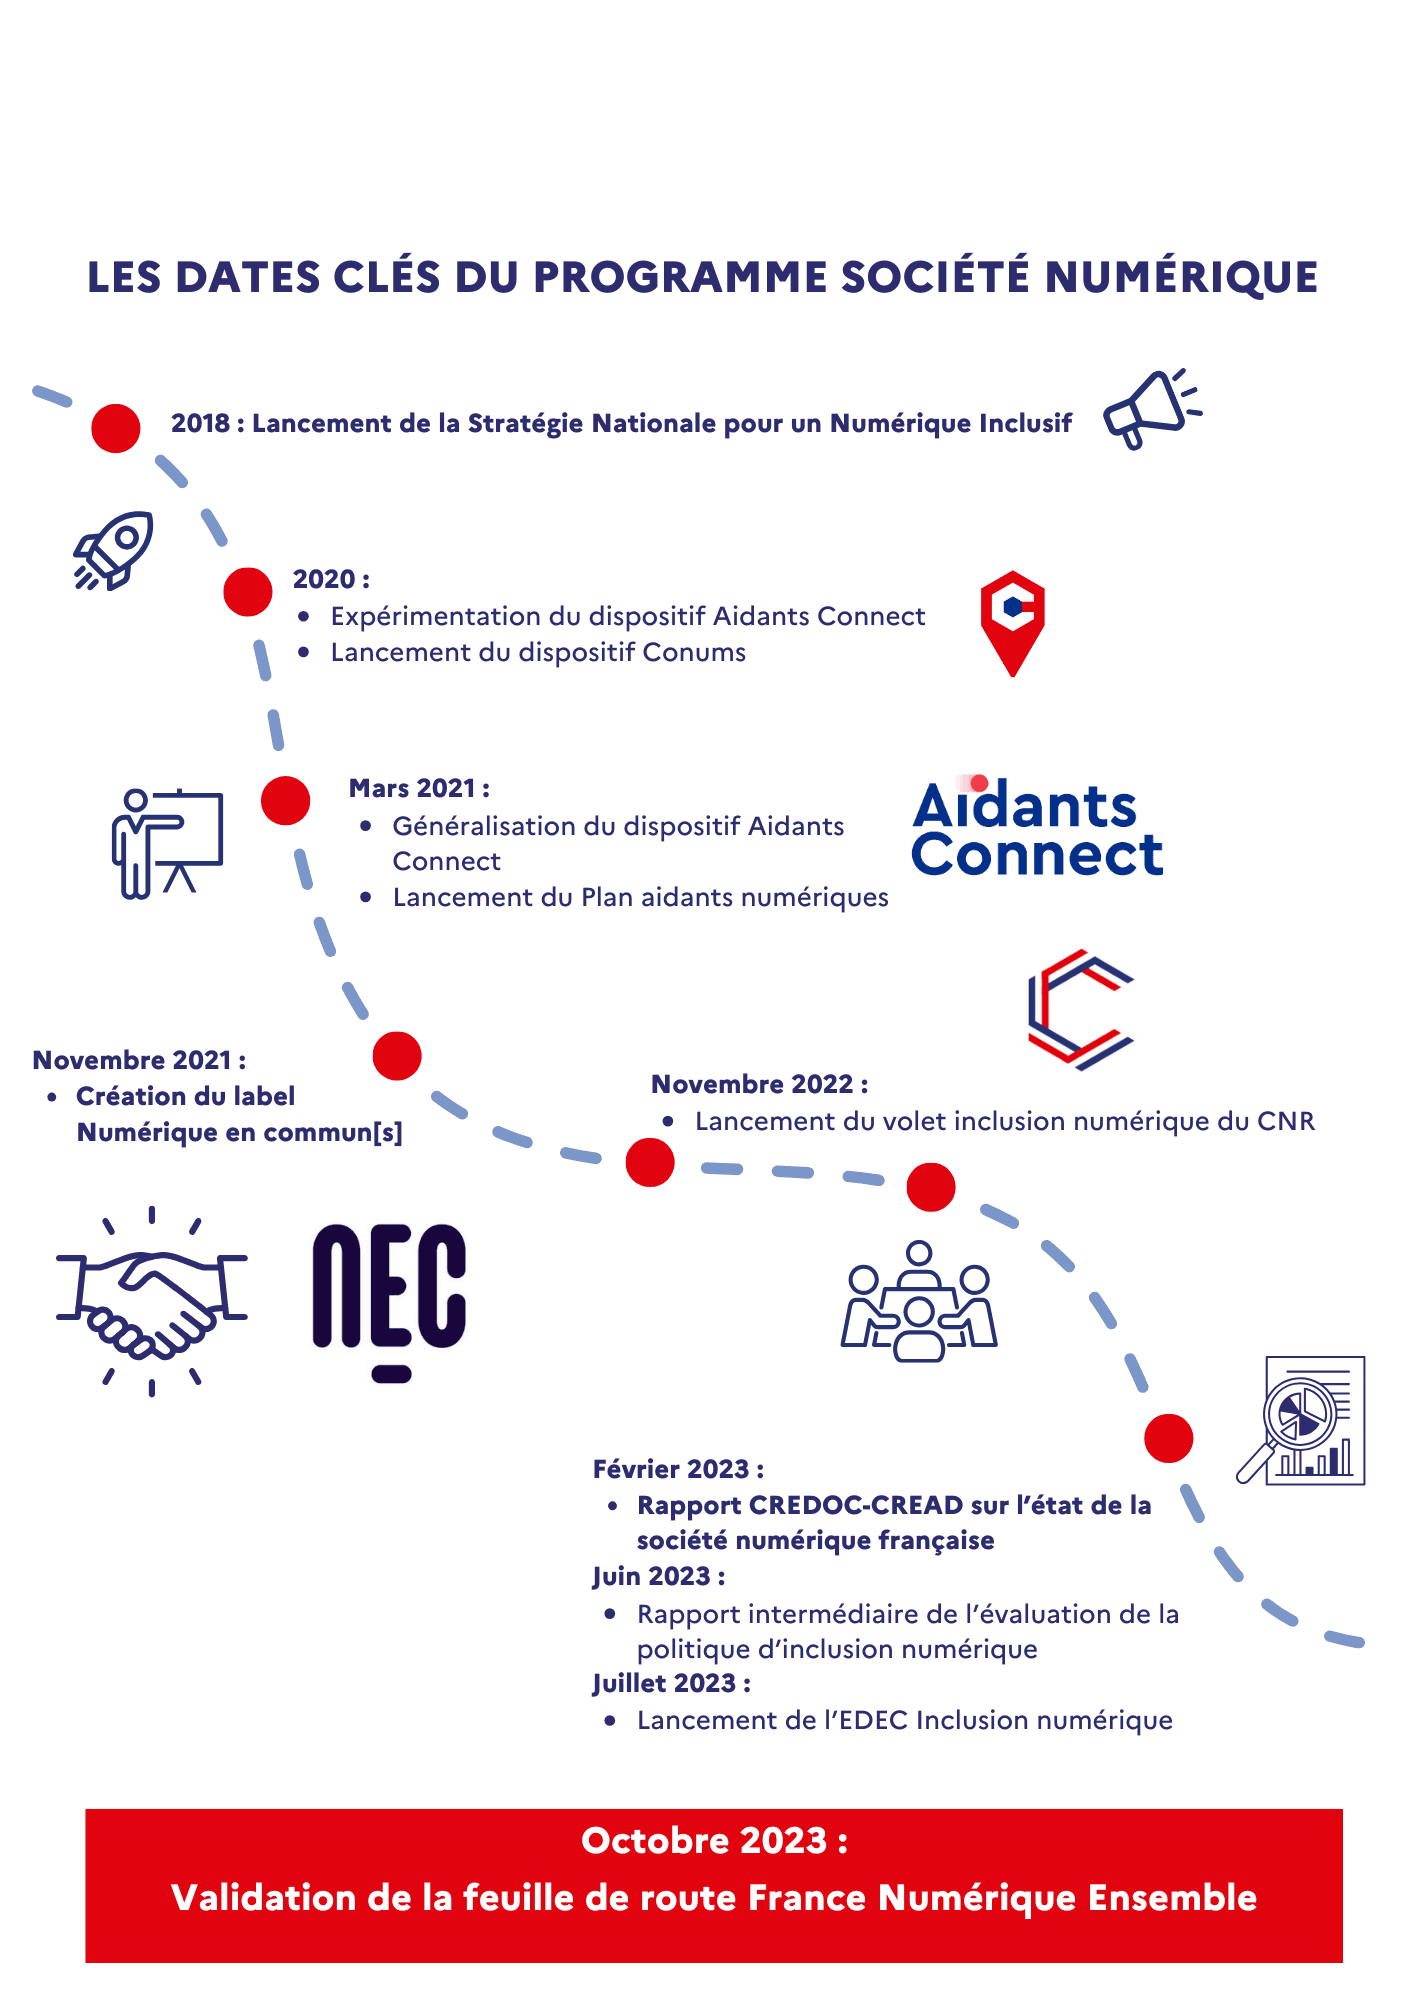 LES DATES CLÉS DU PROGRAMME SOCIÉTÉ NUMÉRIQUE
2018 : Lancement de la Stratégie Nationale pour un Numérique Inclusif
2020 :
• Expérimentation du dispositif Aidants Connect
• Lancement du dispositif Conums
Mars 2021 :
• Généralisation du dispositif Aidants
Connect
• Lancement du Plan aidants numériques
Aidants
Connect
Novembre 2021 :
• Création du label
Numérique en commun[s]
NEC
Novembre 2022 :
• Lancement du volet inclusion numérique du CNR
Février 2023 :
• Rapport CREDOC-CREAD sur l’état de la
société numérique française
Juin 2023 :
• Rapport intermédiaire de l’évaluation de la
politique d’inclusion numérique
Juillet 2023 :
• Lancement de l’EDEC Inclusion numérique
Octobre 2023 :
Validation de la feuille de route France Numérique Ensemble